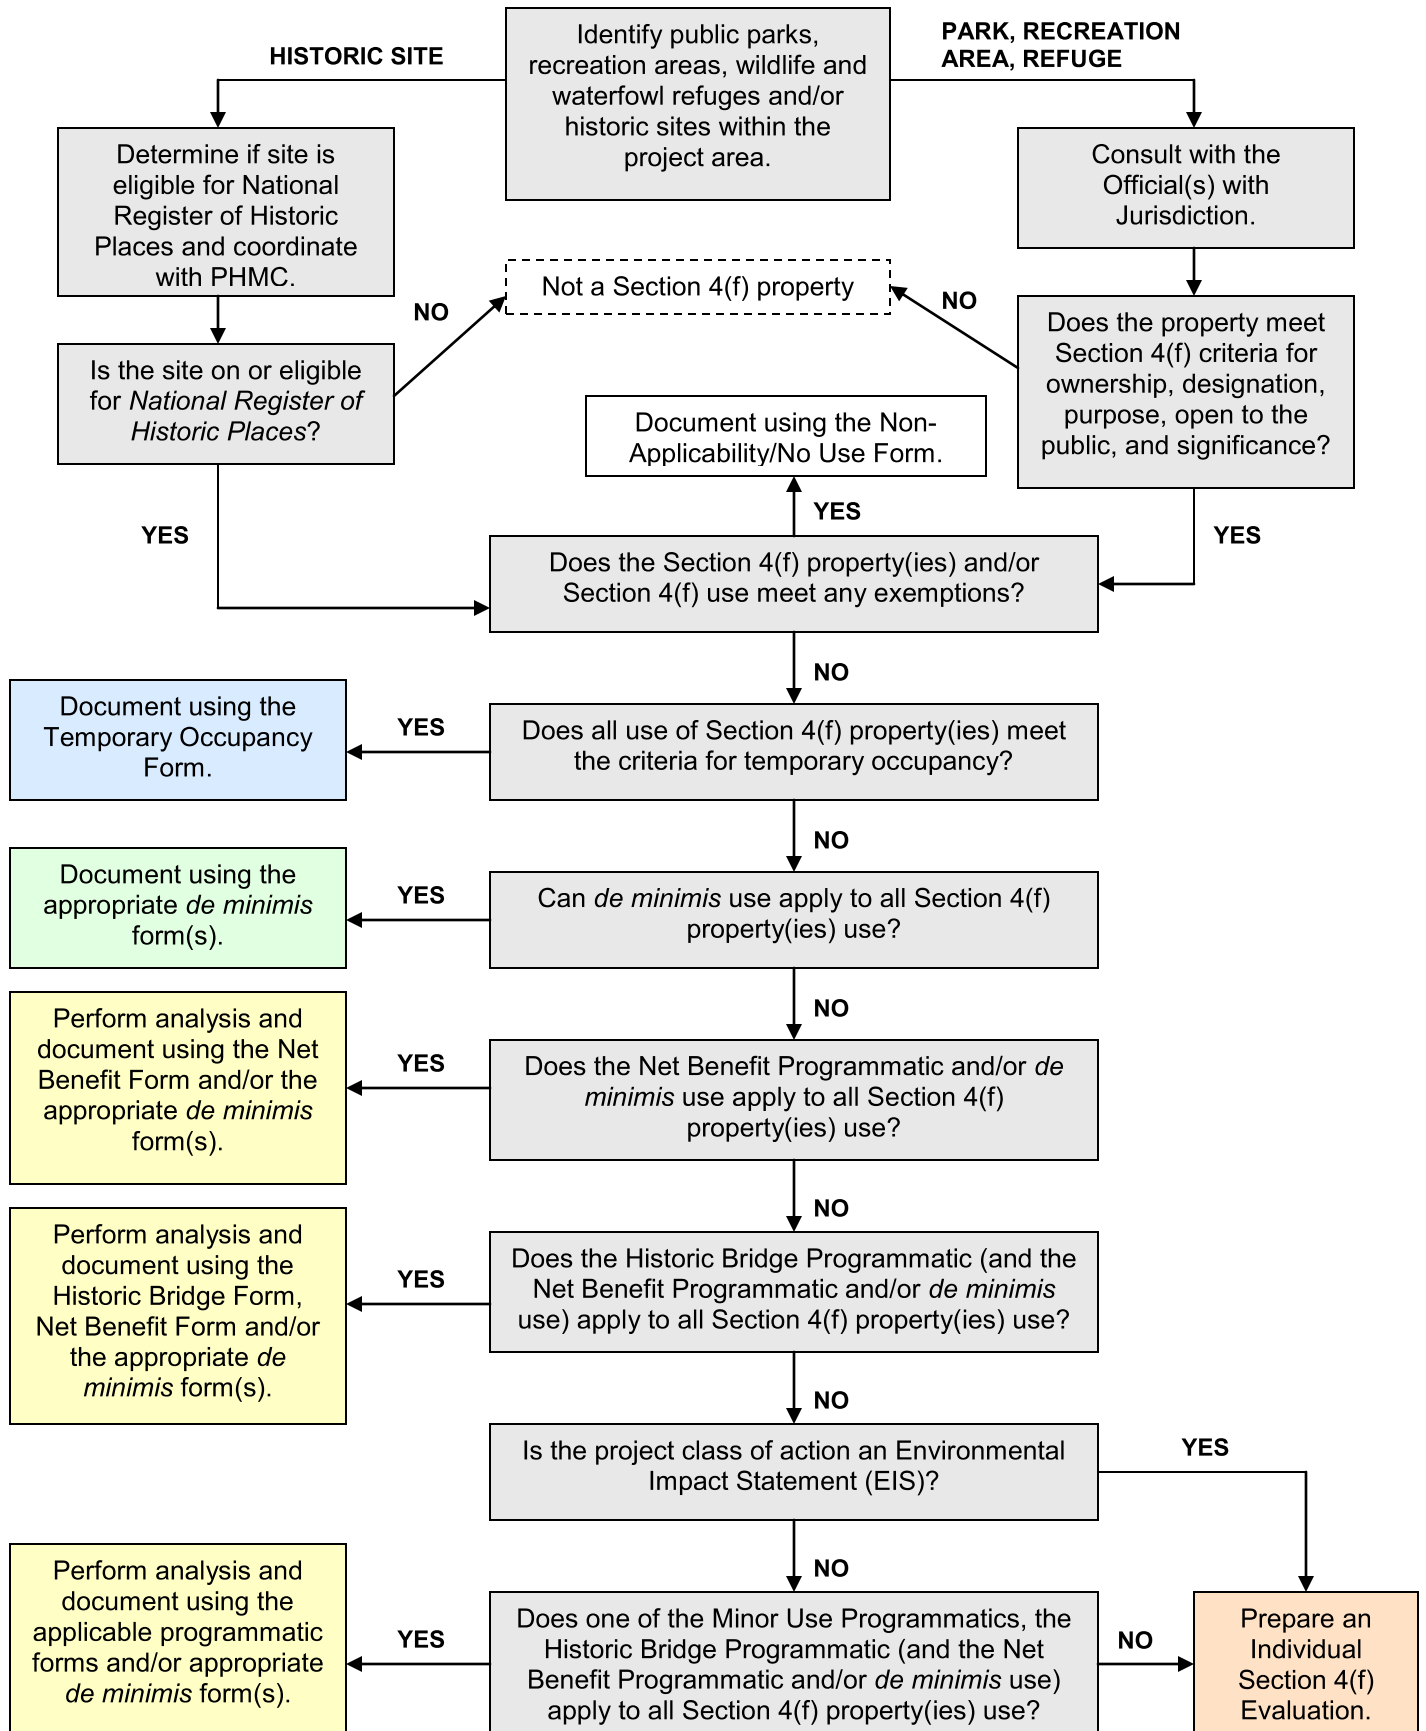 HISTORIC SITE
Identify public parks,
recreation areas, wildlife and
waterfowl refuges and/or
historic sites within the
project area.
PARK, RECREATION
AREA, REFUGE
Determine if site is
eligible for National
Register of Historic
Places and coordinate
with PHMC.
Consult with the
Official(s) with
Jurisdiction.
Not a Section 4(f) property
NO
NO
Is the site on or eligible
for National Register of
Historic Places?
Does the property meet
Section 4(f) criteria for
ownership, designation,
purpose, open to the
public, and significance?
Document using the Non-
Applicability/No Use Form.
YES
YES
YES
Does the Section 4(f) property(ies) and/or
Section 4(f) use meet any exemptions?
NO
Document using the
Temporary Occupancy
Form.
YES
Does all use of Section 4(f) property(ies) meet
the criteria for temporary occupancy?
NO
Document using the
appropriate de minimis
form(s).
YES
Can de minimis use apply to all Section 4(f)
property(ies) use?
NO
Perform analysis and
document using the Net
Benefit Form and/or the
appropriate de minimis
form(s).
YES
Does the Net Benefit Programmatic and/or de
minimis use apply to all Section 4(f)
property(ies) use?
NO
Perform analysis and
document using the
Historic Bridge Form,
Net Benefit Form and/or
the appropriate de
minimis form(s).
YES
Does the Historic Bridge Programmatic (and the
Net Benefit Programmatic and/or de minimis
use) apply to all Section 4(f) property(ies) use?
NO
Is the project class of action an Environmental
Impact Statement (EIS)?
YES
NO
Perform analysis and
document using the
applicable programmatic
forms and/or appropriate
de minimis form(s).
YES
Does one of the Minor Use Programmatics, the
Historic Bridge Programmatic (and the Net
Benefit Programmatic and/or de minimis use)
apply to all Section 4(f) property(ies) use?
NO
Prepare an
Individual
Section 4(f)
Evaluation.